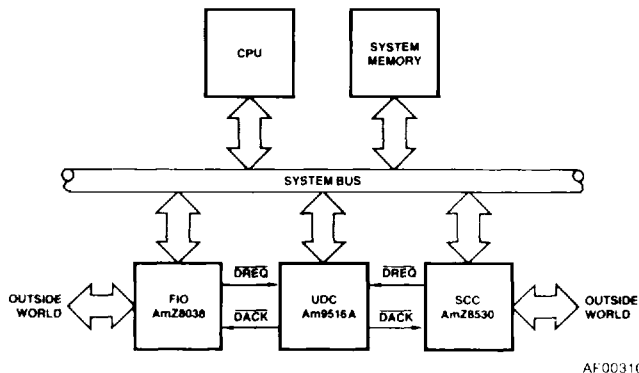 CPU
SYSTEM
MEMORY
SYSTEM BUS
OUTSIDE
WORLD
FIO
AmZ8038
DREQ
DACK
UDC
Am9516A
DREQ
DACK
SCC
AmZ8530
OUTSIDE
WORLD
AF00310